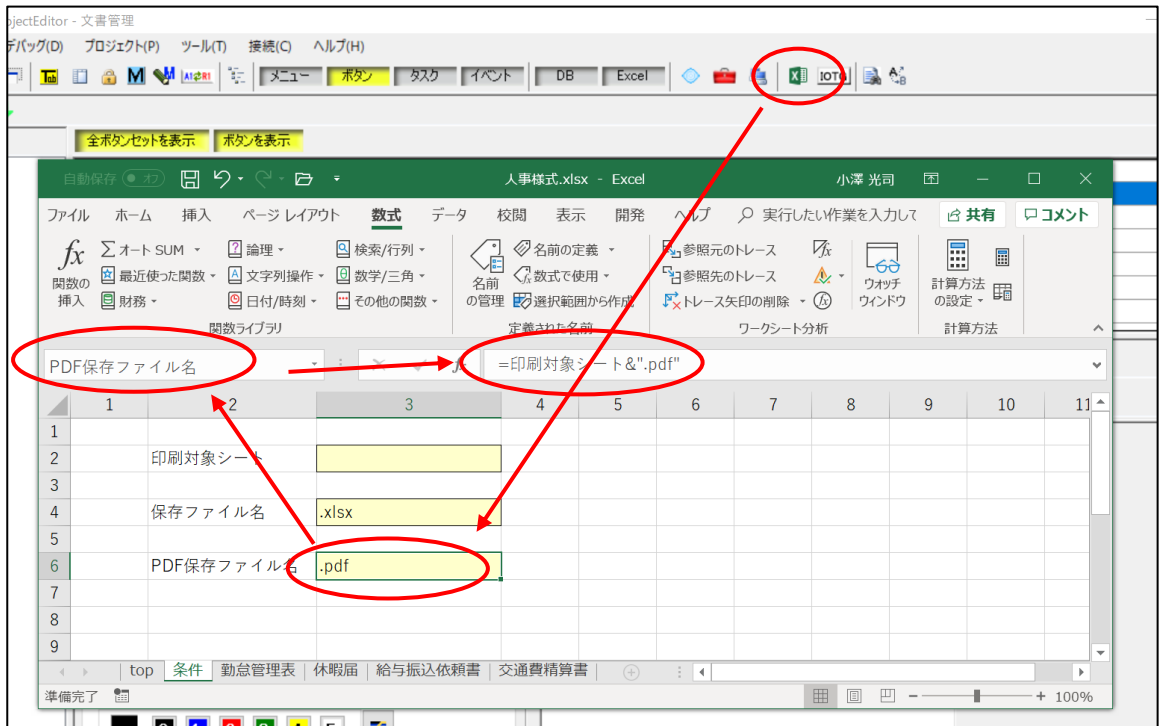 ojectEditor - 文書管理
デバッグ(D) プロジェクト(P) ツール(T) 接続(C) ヘルプ(H)
Tab M A1⇄R1 メニュー ボタン タスク イベント DB Excel IOTC
全ボタンセットを表示 ボタンを表示
自動保存 オフ 人事様式.xlsx - Excel 小澤 光司
ファイル ホーム 挿入 ページ レイアウト 数式 データ 校閲 表示 開発 ヘルプ 実行したい作業を入力して 共有 コメント
fx 関数の挿入
オート SUM
最近使った関数
財務
論理
文字列操作
日付/時刻
検索/行列
数学/三角
その他の関数
関数ライブラリ
名前の管理
名前の定義
数式で使用
選択範囲から作成
定義された名前
参照元のトレース
参照先のトレース
トレース矢印の削除
ウォッチ
ウィンドウ
ワークシート分析
計算方法
の設定
計算方法
PDF保存ファイル名 fx =印刷対象シート&".pdf"
1 2 3 4 5 6 7 8 9 10 11
1
2 印刷対象シート
3
4 保存ファイル名 .xlsx
5
6 PDF保存ファイル名 .pdf
7
8
9
top 条件 勤怠管理表 休暇届 給与振込依頼書 交通費精算書
準備完了 100%